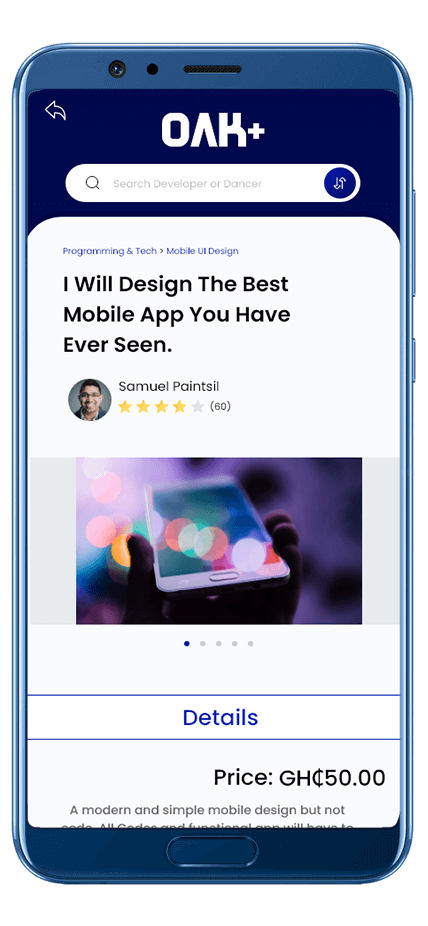 OAK+
Search Developer or Dancer
Programming & Tech > Mobile UI Design
I Will Design The Best
Mobile App You Have
Ever Seen.
Samuel Paintsil
(60)
Details
Price: GH₵50.00
A modern and simple mobile design but not
code. All Codes and functional app will have to